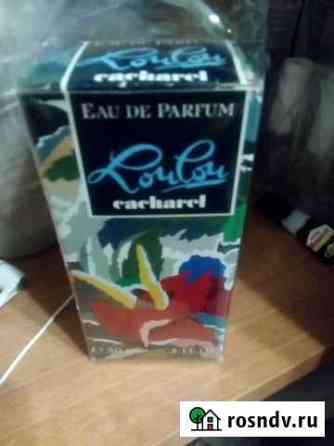 Loulou
cacharel
EAU DE PARFUM
Loulou
cacharel
rosndv.ru